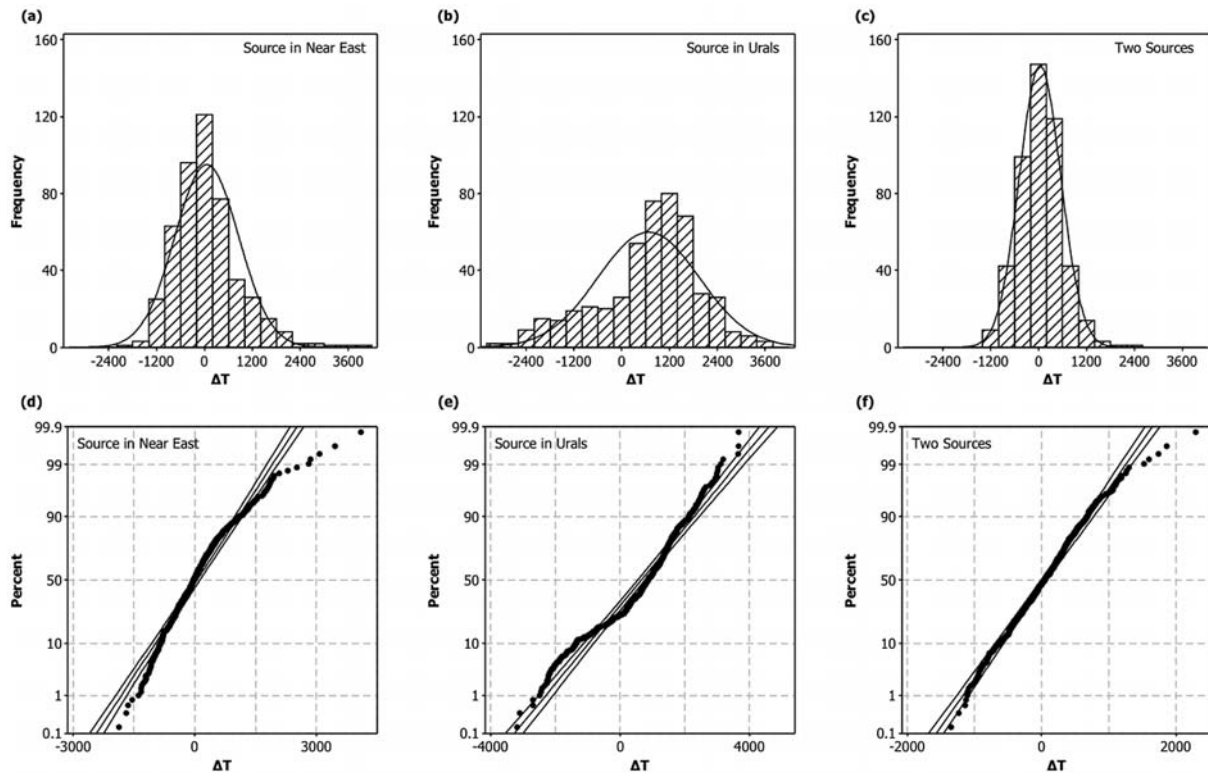 (a)
Source in Near East
160
120
80
40
0
Frequency
-2400 -1200 0 1200 2400 3600
ΔT
(b)
Source in Urals
160
120
80
40
0
Frequency
-2400 -1200 0 1200 2400 3600
ΔT
(c)
Two Sources
160
120
80
40
0
Frequency
-2400 -1200 0 1200 2400 3600
ΔT
(d)
Source in Near East
99.9
99
90
50
10
1
0.1
Percent
-3000 0 3000
ΔT
(e)
Source in Urals
99.9
99
90
50
10
1
0.1
Percent
-4000 0 4000
ΔT
(f)
Two Sources
99.9
99
90
50
10
1
0.1
Percent
-2000 0 2000
ΔT